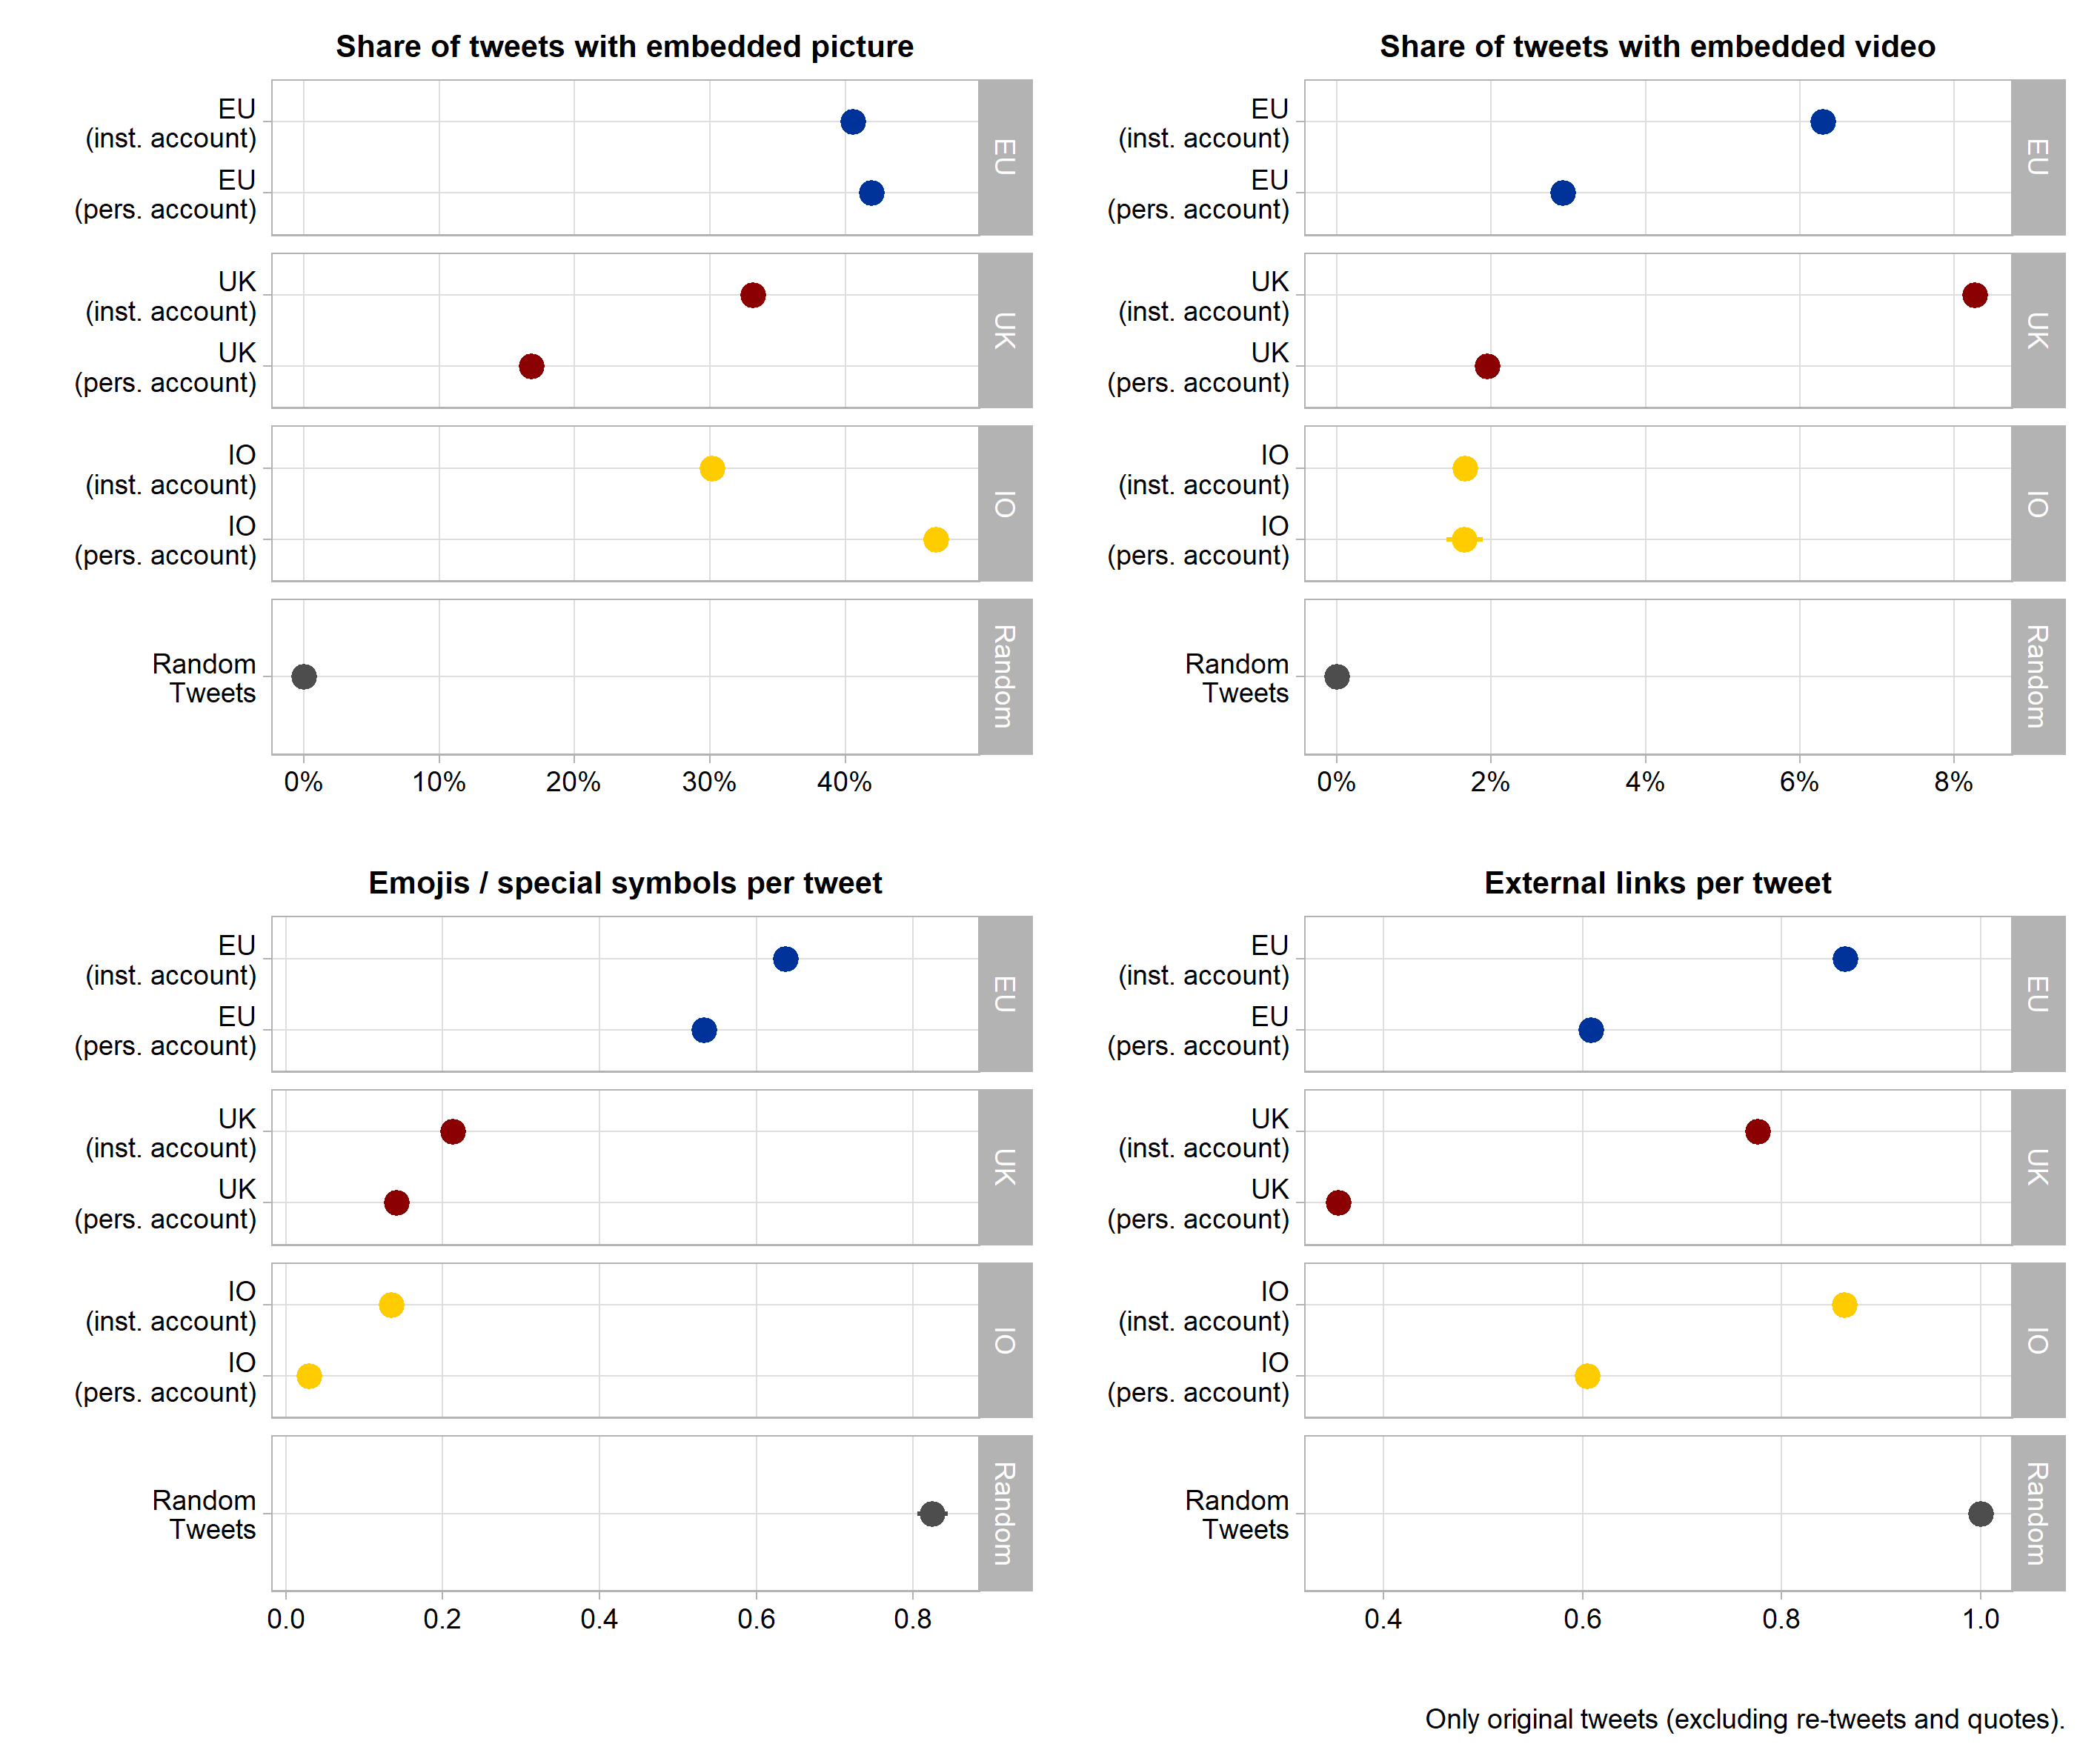 Share of tweets with embedded picture
EU
(inst. account)
EU
(pers. account)
EU
UK
(inst. account)
UK
(pers. account)
UK
IO
(inst. account)
IO
(pers. account)
IO
Random
Tweets
Random
0% 10% 20% 30% 40%
Share of tweets with embedded video
EU
(inst. account)
EU
(pers. account)
EU
UK
(inst. account)
UK
(pers. account)
UK
IO
(inst. account)
IO
(pers. account)
IO
Random
Tweets
Random
0% 2% 4% 6% 8%
Emojis / special symbols per tweet
EU
(inst. account)
EU
(pers. account)
EU
UK
(inst. account)
UK
(pers. account)
UK
IO
(inst. account)
IO
(pers. account)
IO
Random
Tweets
Random
0.0 0.2 0.4 0.6 0.8
External links per tweet
EU
(inst. account)
EU
(pers. account)
EU
UK
(inst. account)
UK
(pers. account)
UK
IO
(inst. account)
IO
(pers. account)
IO
Random
Tweets
Random
0.4 0.6 0.8 1.0
Only original tweets (excluding re-tweets and quotes).